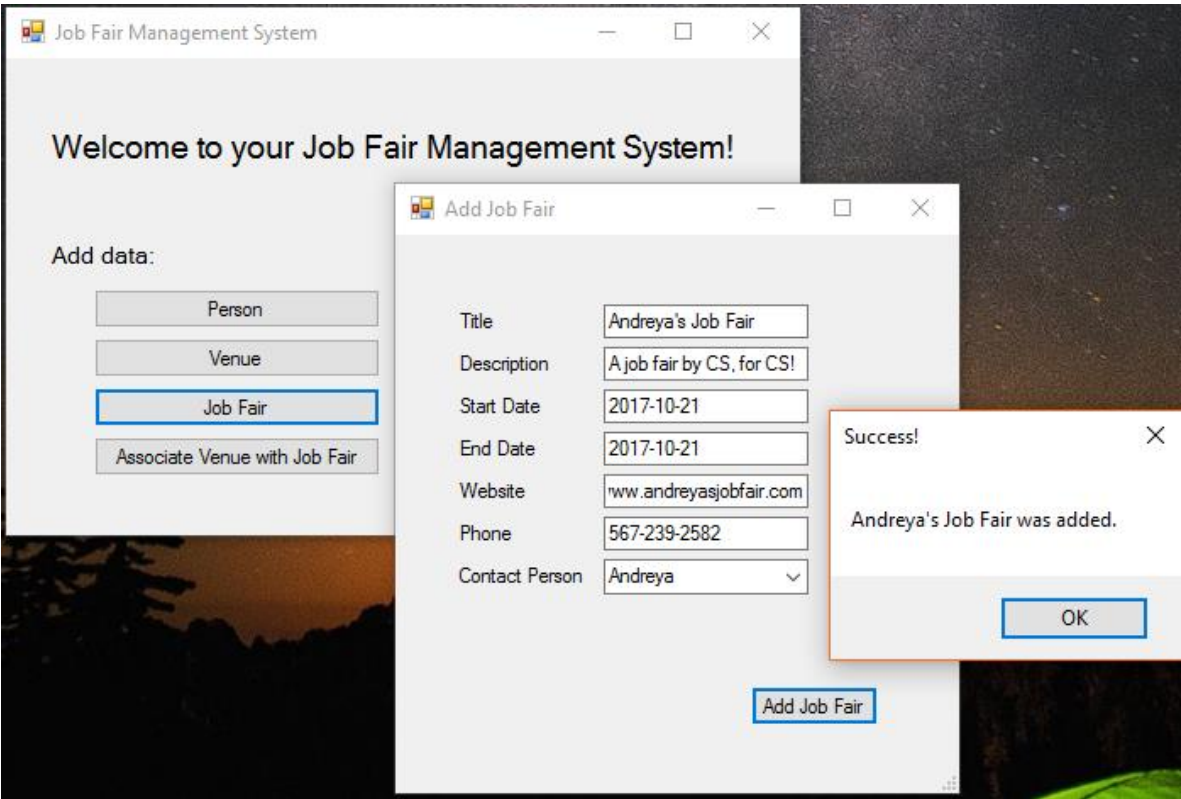 Job Fair Management System
Welcome to your Job Fair Management System!
Add data:
Person
Venue
Job Fair
Associate Venue with Job Fair
Add Job Fair
Title Andreya's Job Fair
Description A job fair by CS, for CS!
Start Date 2017-10-21
End Date 2017-10-21
Website www.andreyasjobfair.com
Phone 567-239-2582
Contact Person Andreya
Add Job Fair
Success!
Andreya's Job Fair was added.
OK